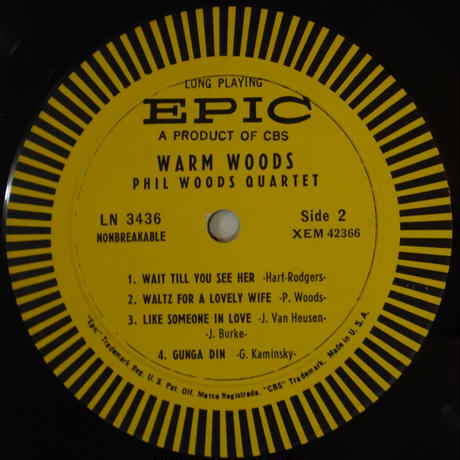 LONG PLAYING
EPIC
A PRODUCT OF CBS
WARM WOODS
PHIL WOODS QUARTET
LN 3436
NONBREAKABLE
Side 2
XEM 42366
1. WAIT TILL YOU SEE HER -Hart-Rodgers-
2. WALTZ FOR A LOVELY WIFE -P. Woods-
3. LIKE SOMEONE IN LOVE -J. Van Heusen-
-J. Burke-
4. GUNGA DIN -G. Kaminsky-
"Epic" Trademark Reg. U. S. Pat. Off. Marca Registrada. "CBS" Trademark. Made in U. S. A.